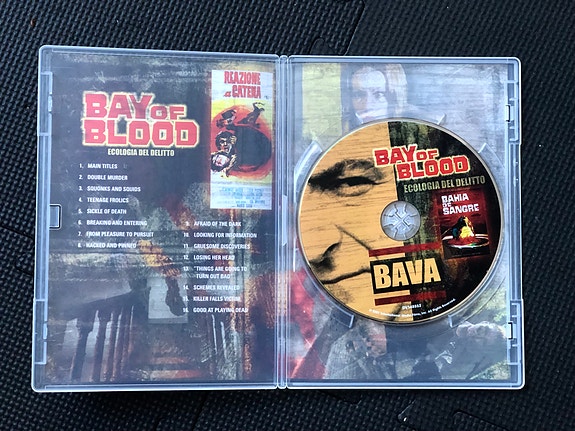 REAZIONE
A CATENA
BAY OF
BLOOD
ECOLOGIA DEL DELITTO
1. MAIN TITLES
2. DOUBLE MURDER
3. SQUONKS AND SQUIDS
4. TEENAGE FROLICS
5. SICKLE OF DEATH
6. BREAKING AND ENTERING
7. FROM PLEASURE TO PURSUIT
8. HACKED AND PINNED
9. AFRAID OF THE DARK
10. LOOKING FOR INFORMATION
11. GRUESOME DISCOVERIES
12. LOSING HER HEAD
13. "THINGS ARE GOING TO
TURN OUT BAD"
14. SCHEMES REVEALED
15. KILLER FALLS VICTIM
16. GOOD AT PLAYING DEAD
BAY OF
BLOOD
ECOLOGIA DEL DELITTO
BAHIA
DE
SANGRE
BAVA
All Rights Reserved.